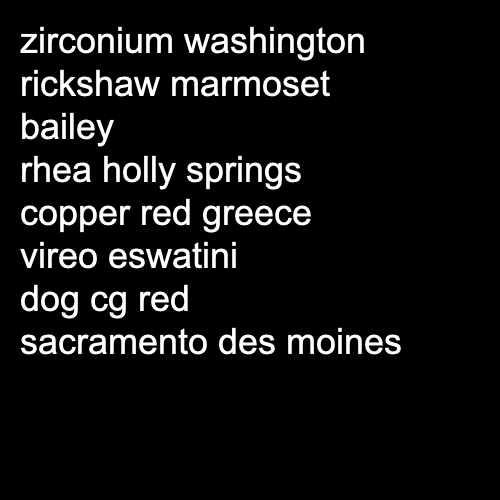 zirconium washington
rickshaw marmoset
bailey
rhea holly springs
copper red greece
vireo eswatini
dog cg red
sacramento des moines